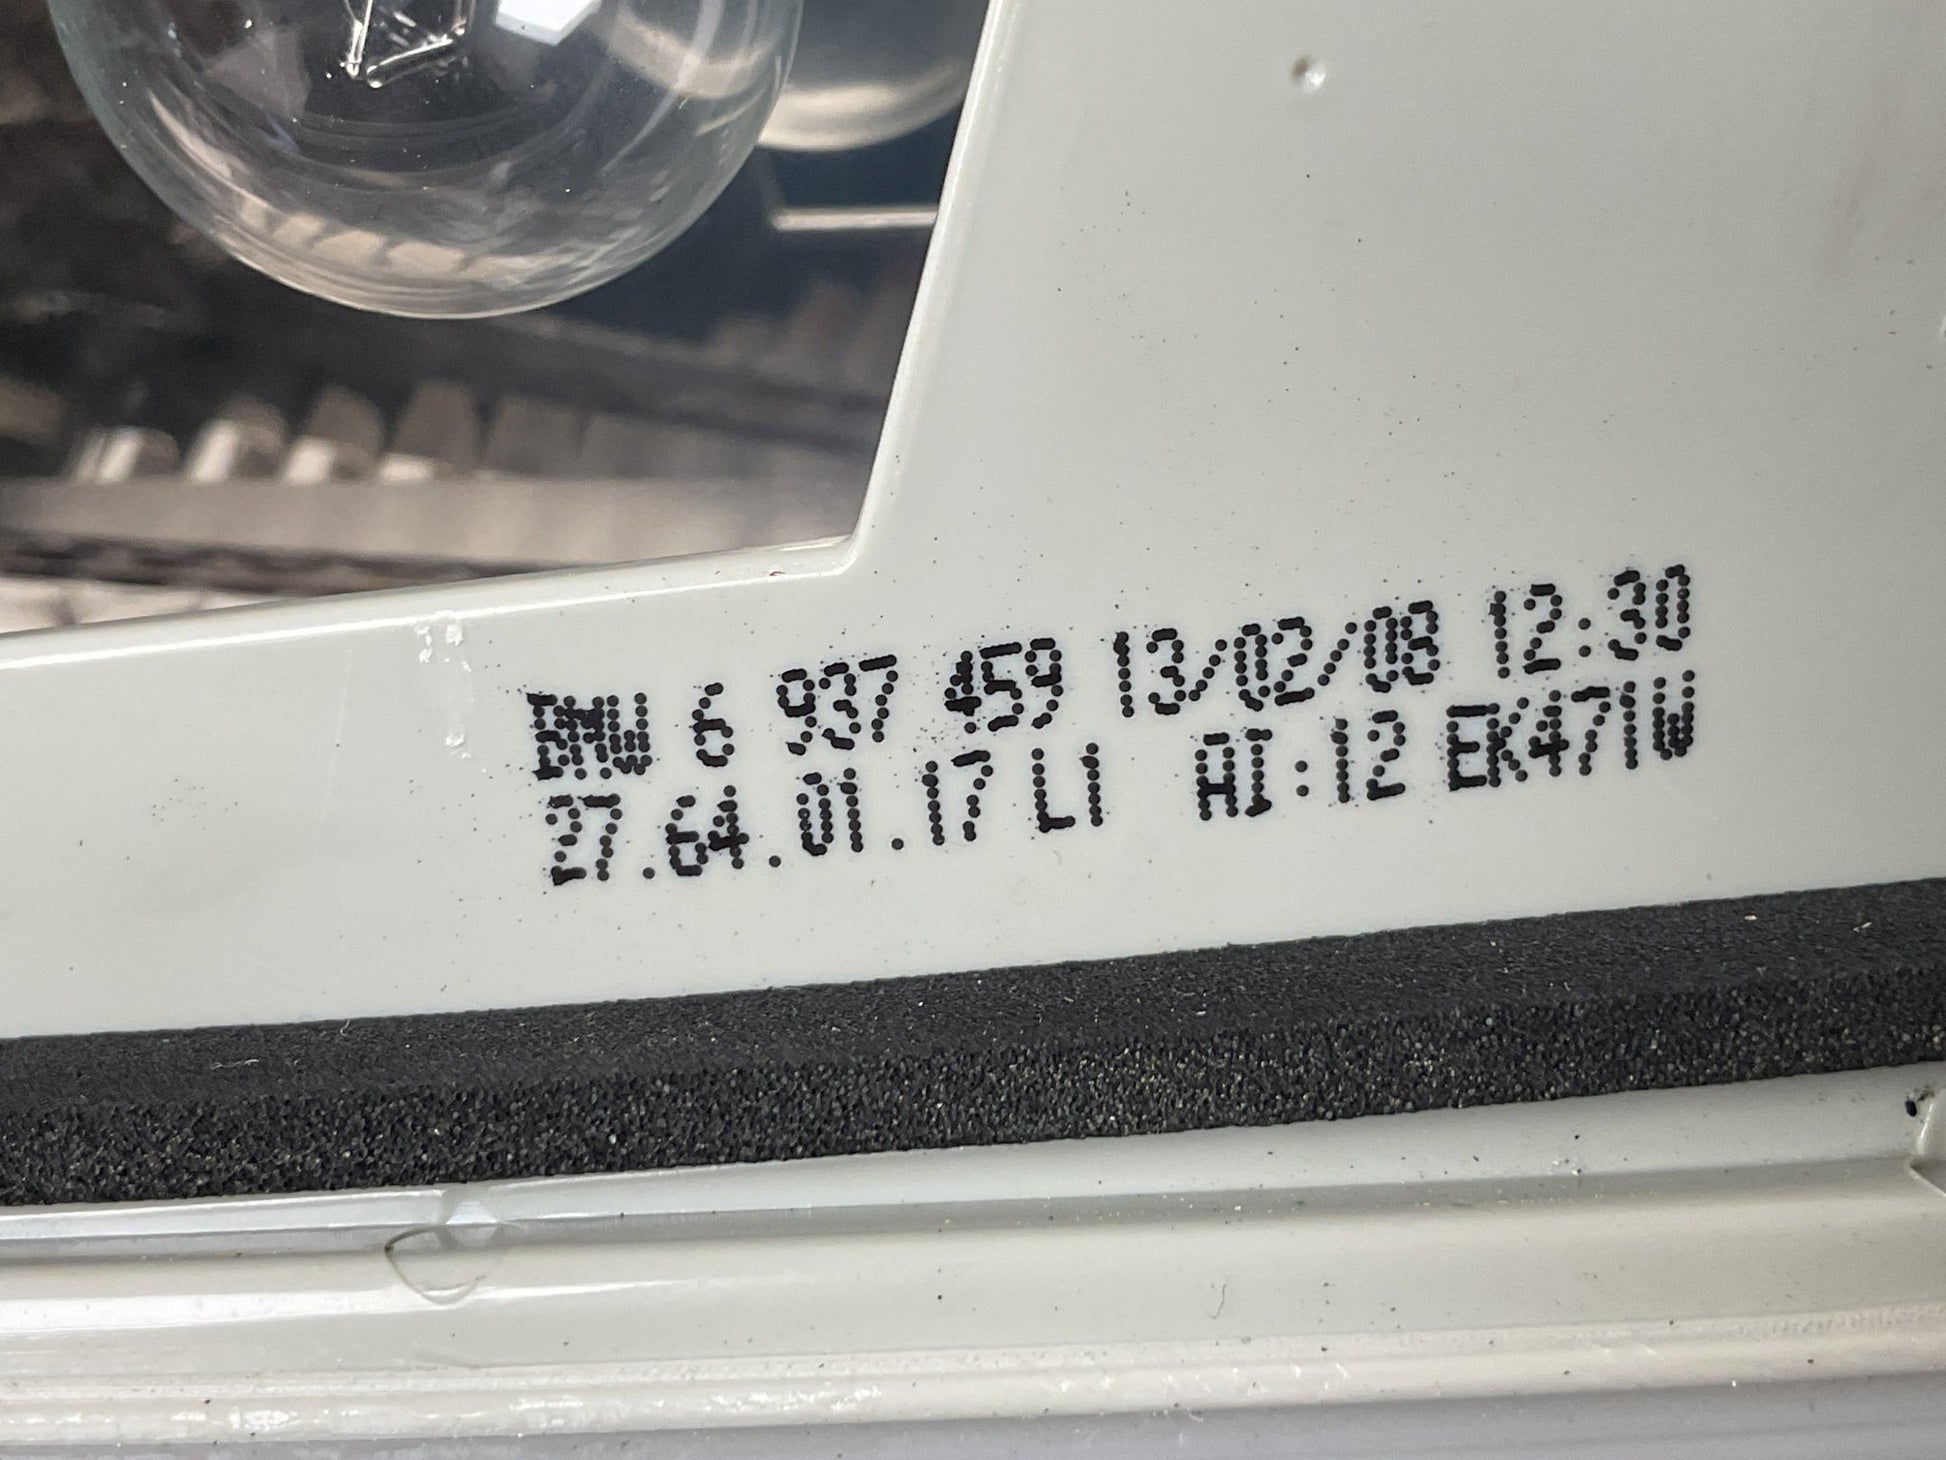 BMW 6 937 459 13/02/08 12:30
27.64.01.17 L1 AI:12 EK471W